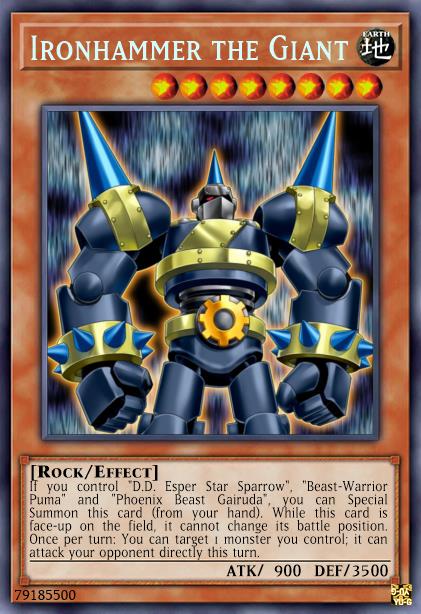 IRONHAMMER THE GIANT
EARTH
地
[ROCK/EFFECT]
If you control "D.D. Esper Star Sparrow", "Beast-Warrior
Puma" and "Phoenix Beast Gairuda", you can Special
Summon this card (from your hand). While this card is
face-up on the field, it cannot change its battle position.
Once per turn: You can target 1 monster you control; it can
attack your opponent directly this turn.
ATK/ 900 DEF/3500
79185500